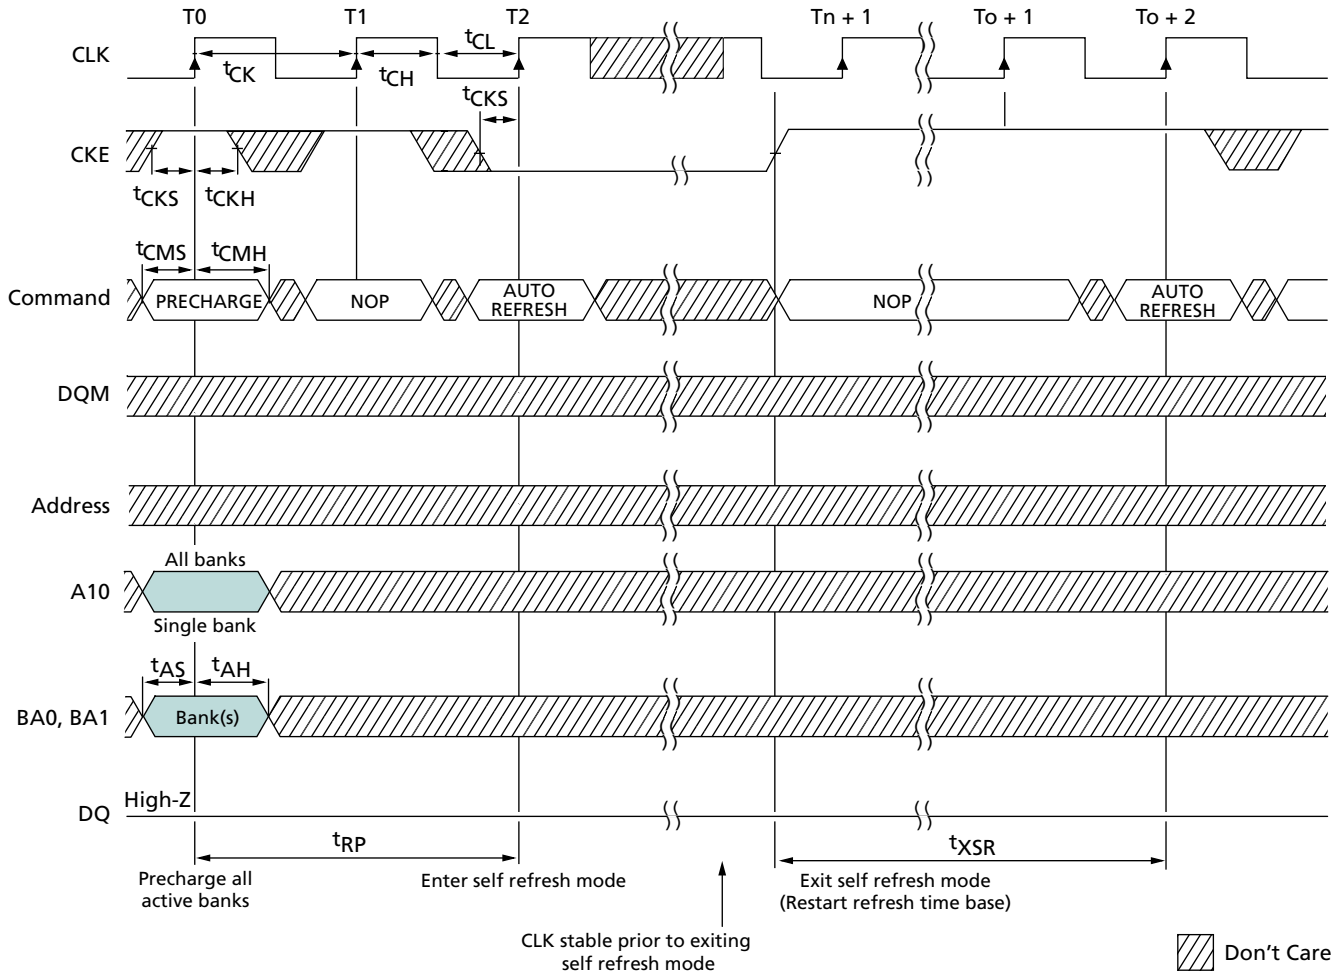 T0 T1 T2 Tn + 1 To + 1 To + 2
CLK
tCK tCH tCL
tCKS
CKE
tCKS tCKH
tCMS tCMH
Command PRECHARGE NOP AUTO REFRESH NOP AUTO REFRESH
DQM
Address
All banks
A10
Single bank
tAS tAH
BA0, BA1 Bank(s)
High-Z
DQ
tRP tXSR
Precharge all
active banks
Enter self refresh mode
Exit self refresh mode
(Restart refresh time base)
CLK stable prior to exiting
self refresh mode
Don't Care